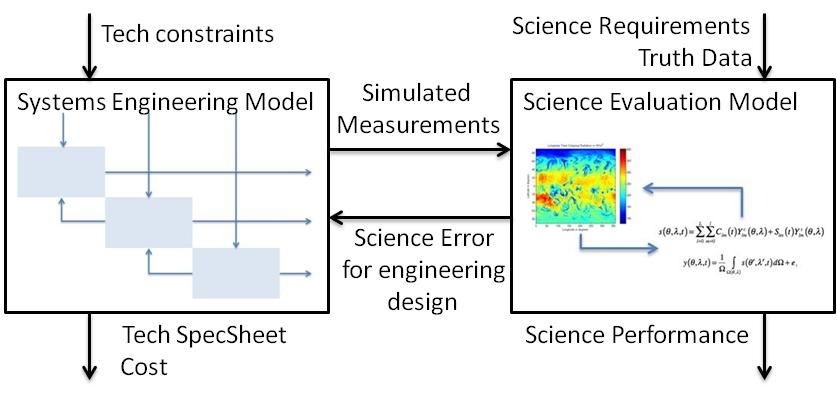 Tech constraints
Science Requirements
Truth Data
Systems Engineering Model
Simulated
Measurements
Science Evaluation Model
Science Error
for engineering
design
Tech SpecSheet
Cost
Science Performance